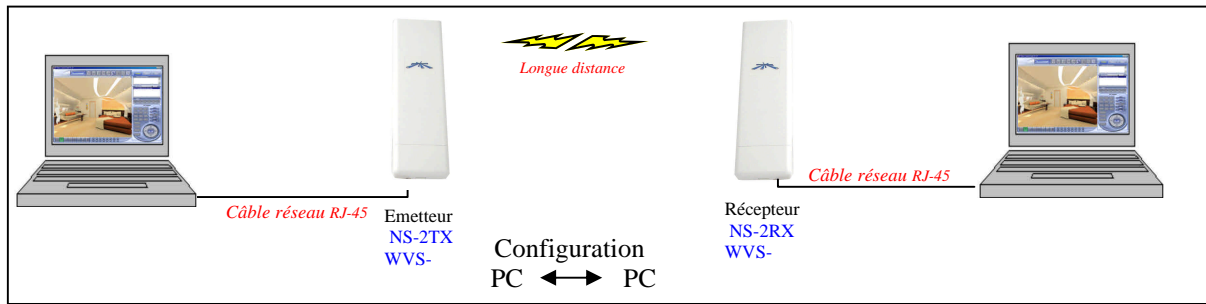 Longue distance
Câble réseau RJ-45
Câble réseau RJ-45
Emetteur
NS-2TX
WVS-
Récepteur
NS-2RX
WVS-
Configuration
PC PC